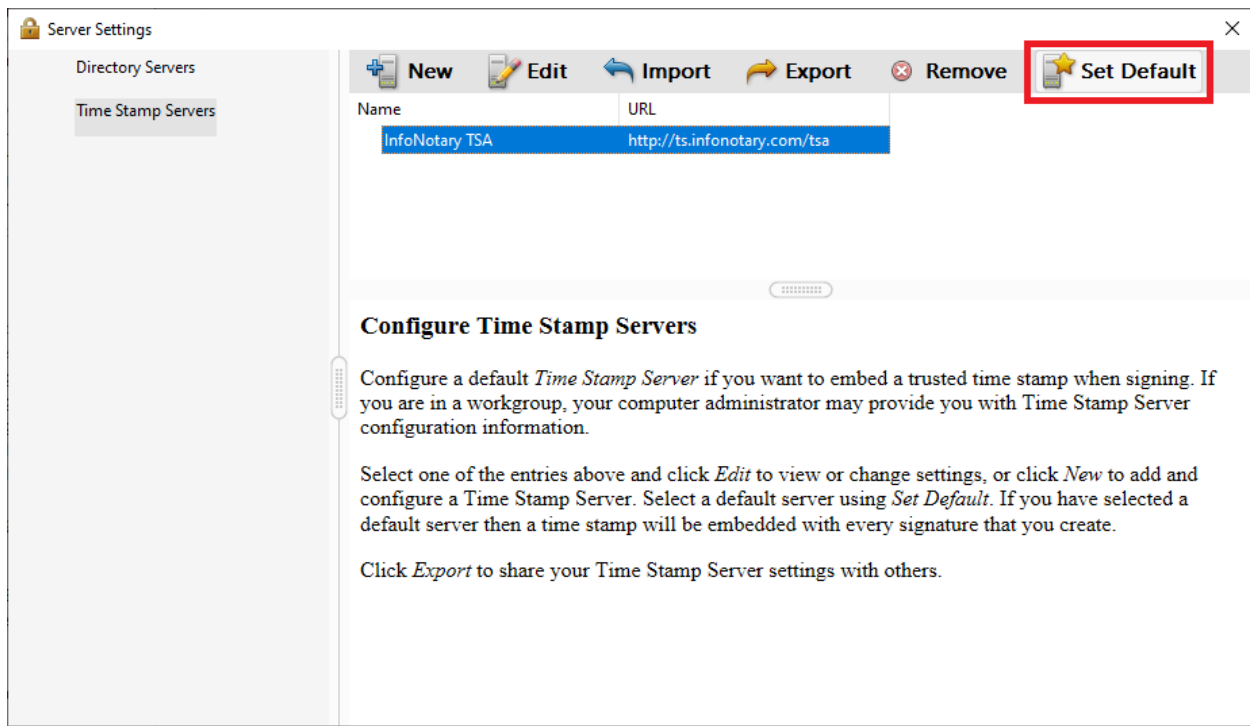 Server Settings
Directory Servers
Time Stamp Servers
New Edit Import Export Remove Set Default
Name URL
InfoNotary TSA http://ts.infonotary.com/tsa
Configure Time Stamp Servers
Configure a default Time Stamp Server if you want to embed a trusted time stamp when signing. If
you are in a workgroup, your computer administrator may provide you with Time Stamp Server
configuration information.
Select one of the entries above and click Edit to view or change settings, or click New to add and
configure a Time Stamp Server. Select a default server using Set Default. If you have selected a
default server then a time stamp will be embedded with every signature that you create.
Click Export to share your Time Stamp Server settings with others.